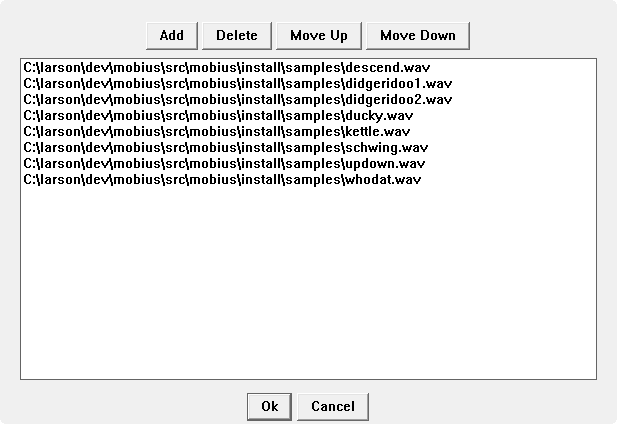 Add Delete Move Up Move Down
C:\larson\dev\mobius\src\mobius\install\samples\descend.wav
C:\larson\dev\mobius\src\mobius\install\samples\didgeridoo1.wav
C:\larson\dev\mobius\src\mobius\install\samples\didgeridoo2.wav
C:\larson\dev\mobius\src\mobius\install\samples\ducky.wav
C:\larson\dev\mobius\src\mobius\install\samples\kettle.wav
C:\larson\dev\mobius\src\mobius\install\samples\schwing.wav
C:\larson\dev\mobius\src\mobius\install\samples\updown.wav
C:\larson\dev\mobius\src\mobius\install\samples\whodat.wav
Ok Cancel